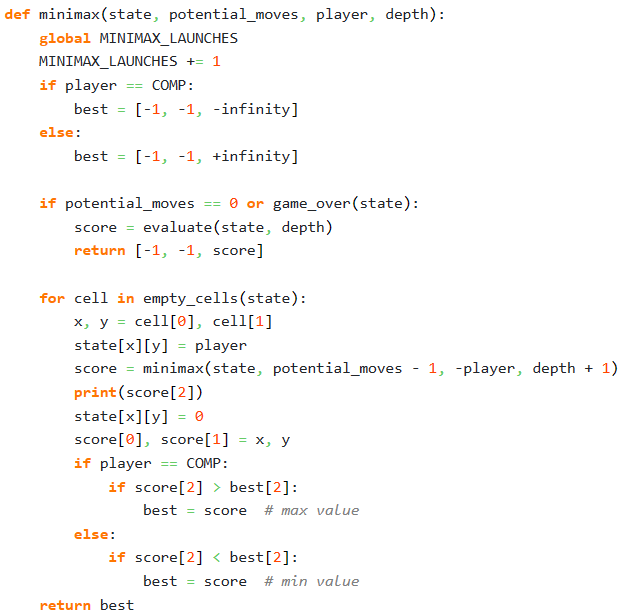 def minimax(state, potential_moves, player, depth):
    global MINIMAX_LAUNCHES
    MINIMAX_LAUNCHES += 1
    if player == COMP:
        best = [-1, -1, -infinity]
    else:
        best = [-1, -1, +infinity]

    if potential_moves == 0 or game_over(state):
        score = evaluate(state, depth)
        return [-1, -1, score]

    for cell in empty_cells(state):
        x, y = cell[0], cell[1]
        state[x][y] = player
        score = minimax(state, potential_moves - 1, -player, depth + 1)
        print(score[2])
        state[x][y] = 0
        score[0], score[1] = x, y
        if player == COMP:
            if score[2] > best[2]:
                best = score  # max value
        else:
            if score[2] < best[2]:
                best = score  # min value
    return best